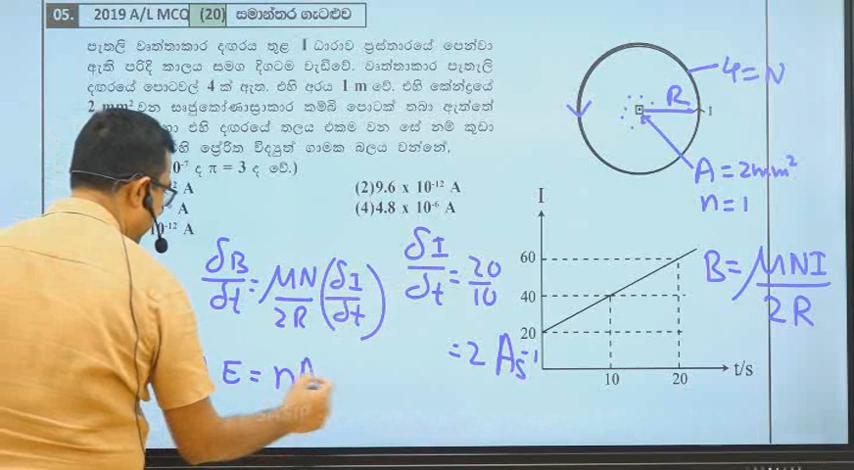 05. 2019 A/L MCQ (20) සමාන්තර ගැටළුව
පැතලි වෘත්තාකාර දඟරය තුළ I ධාරාව ප්‍රස්තාරයේ පෙන්වා
ඇති පරිදි කාලය සමග දිගටම වැඩිවේ. වෘත්තාකාර පැතැලි
දඟරයේ පොටවල් 4 ක් ඇත. එහි අරය 1 m වේ. එහි කේන්ද්‍රයේ
2 mm² වන සෘජුකෝණාස්‍රාකාර කම්බි පොටක් තබා ඇත්තේ
එහි දඟරයේ තලය එකම වන සේ නම් කුඩා
ප්‍රේරිත විද්‍යුත් ගාමක බලය වන්නේ,
0⁻⁷ ද π = 3 ද වේ.)
A
(2) 9.6 x 10⁻¹² A
A
(4) 4.8 x 10⁻⁶ A
10⁻¹² A
4 = N
R
I
A = 2mm²
n = 1
δB/δt = μN/2R (δI/δt)
δI/δt = 20/10
= 2 As⁻¹
B = μNI/2R
E = nA
I
60
40
20
10
20
t/s